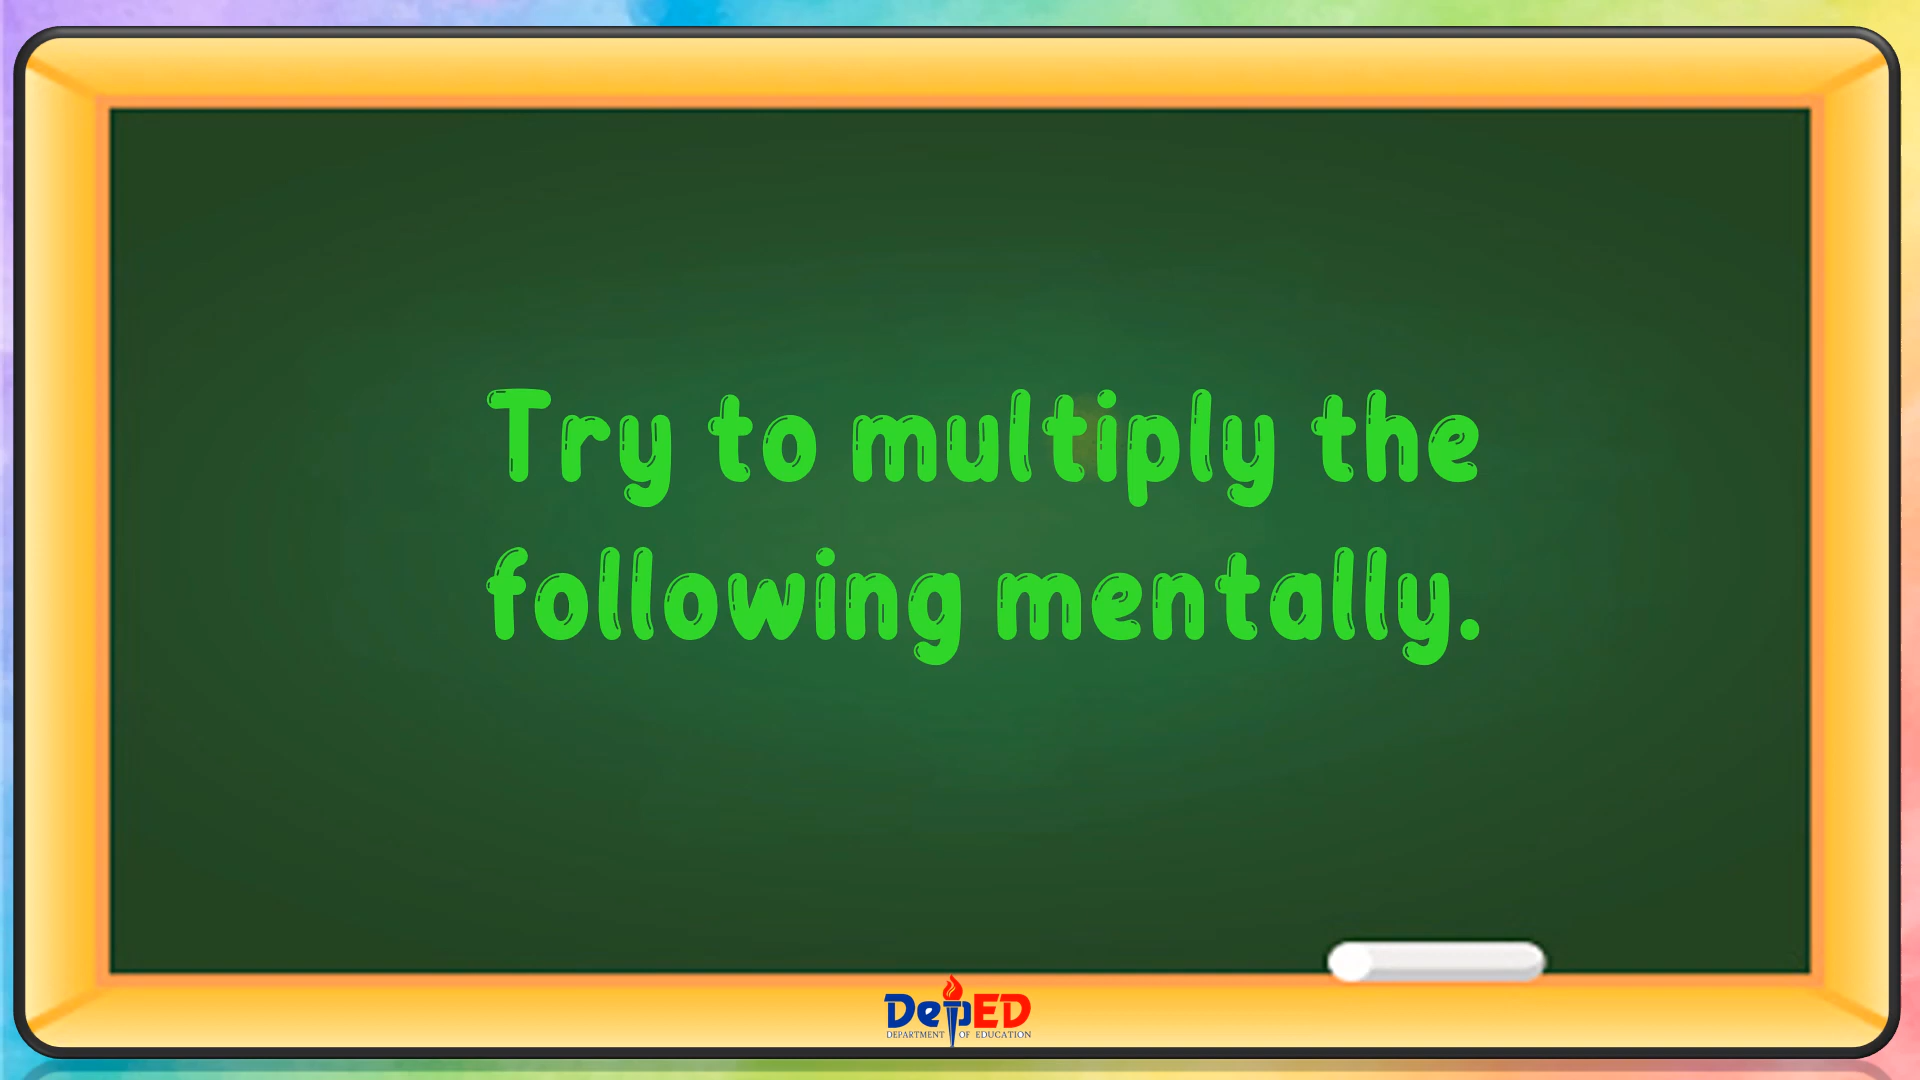 Try to multiply the
following mentally.
DepED
DEPARTMENT OF EDUCATION